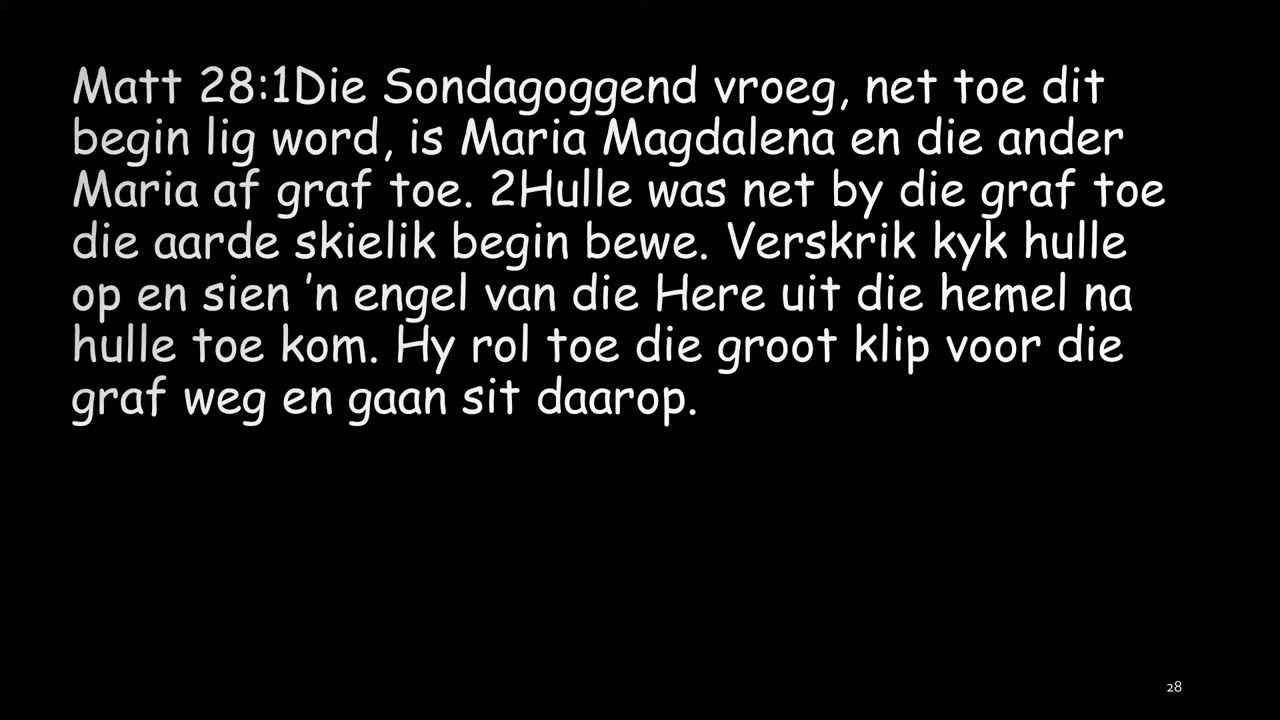 Matt 28:1Die Sondagoggend vroeg, net toe dit
begin lig word, is Maria Magdalena en die ander
Maria af graf toe. 2Hulle was net by die graf toe
die aarde skielik begin bewe. Verskrik kyk hulle
op en sien ’n engel van die Here uit die hemel na
hulle toe kom. Hy rol toe die groot klip voor die
graf weg en gaan sit daarop.
28